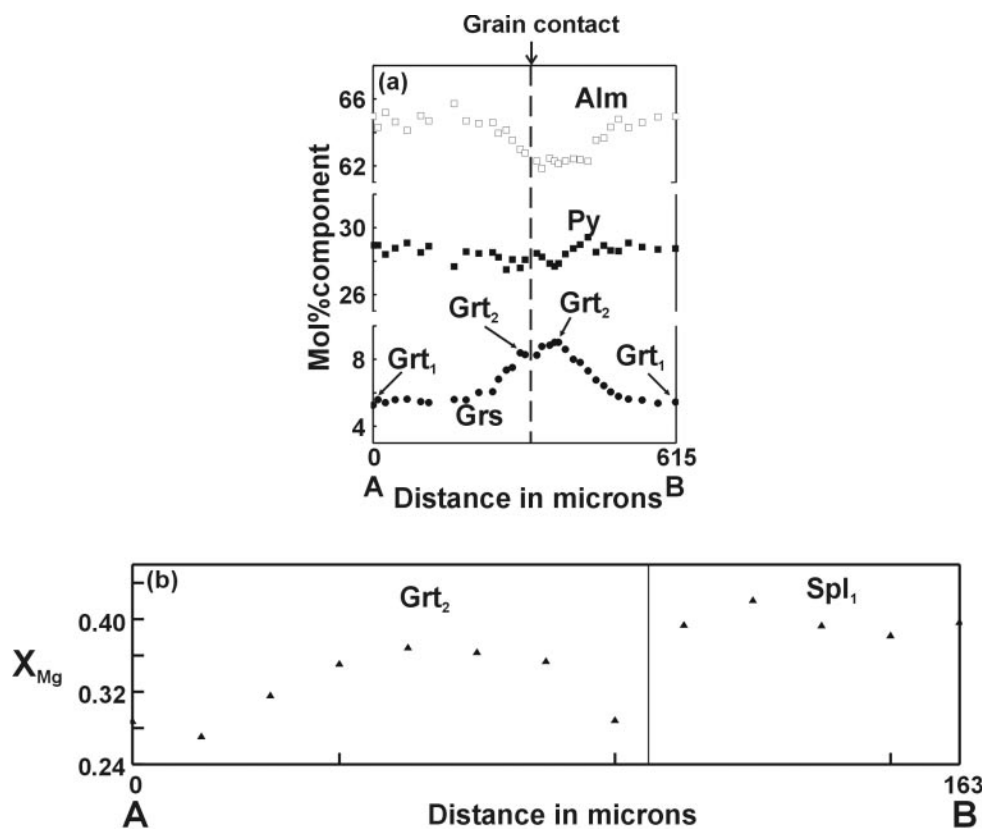 Grain contact
(a)
Alm
66
62
Py
30
26
Grt2
Grt2
Grt1
Grt1
8
Grs
4
Mol%component
0
615
A
Distance in microns
B
(b)
Grt2
Spl1
0.40
XMg
0.32
0.24
0
163
A
Distance in microns
B